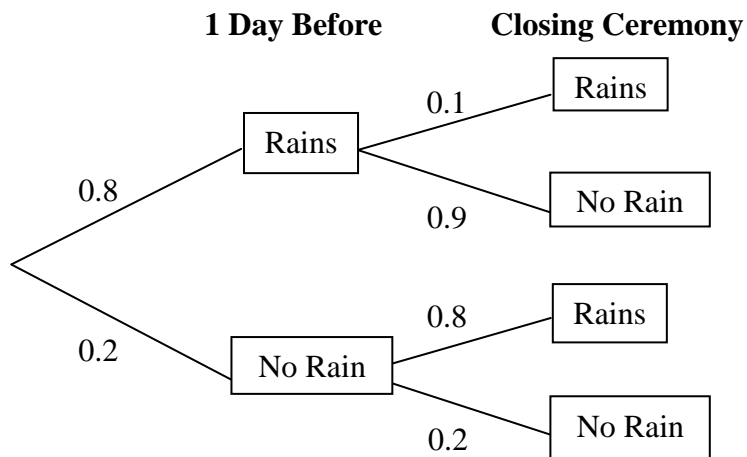 1 Day Before Closing Ceremony
Rains
0.1
Rains
0.8
0.9
No Rain
0.2
No Rain
0.8
Rains
0.2
No Rain